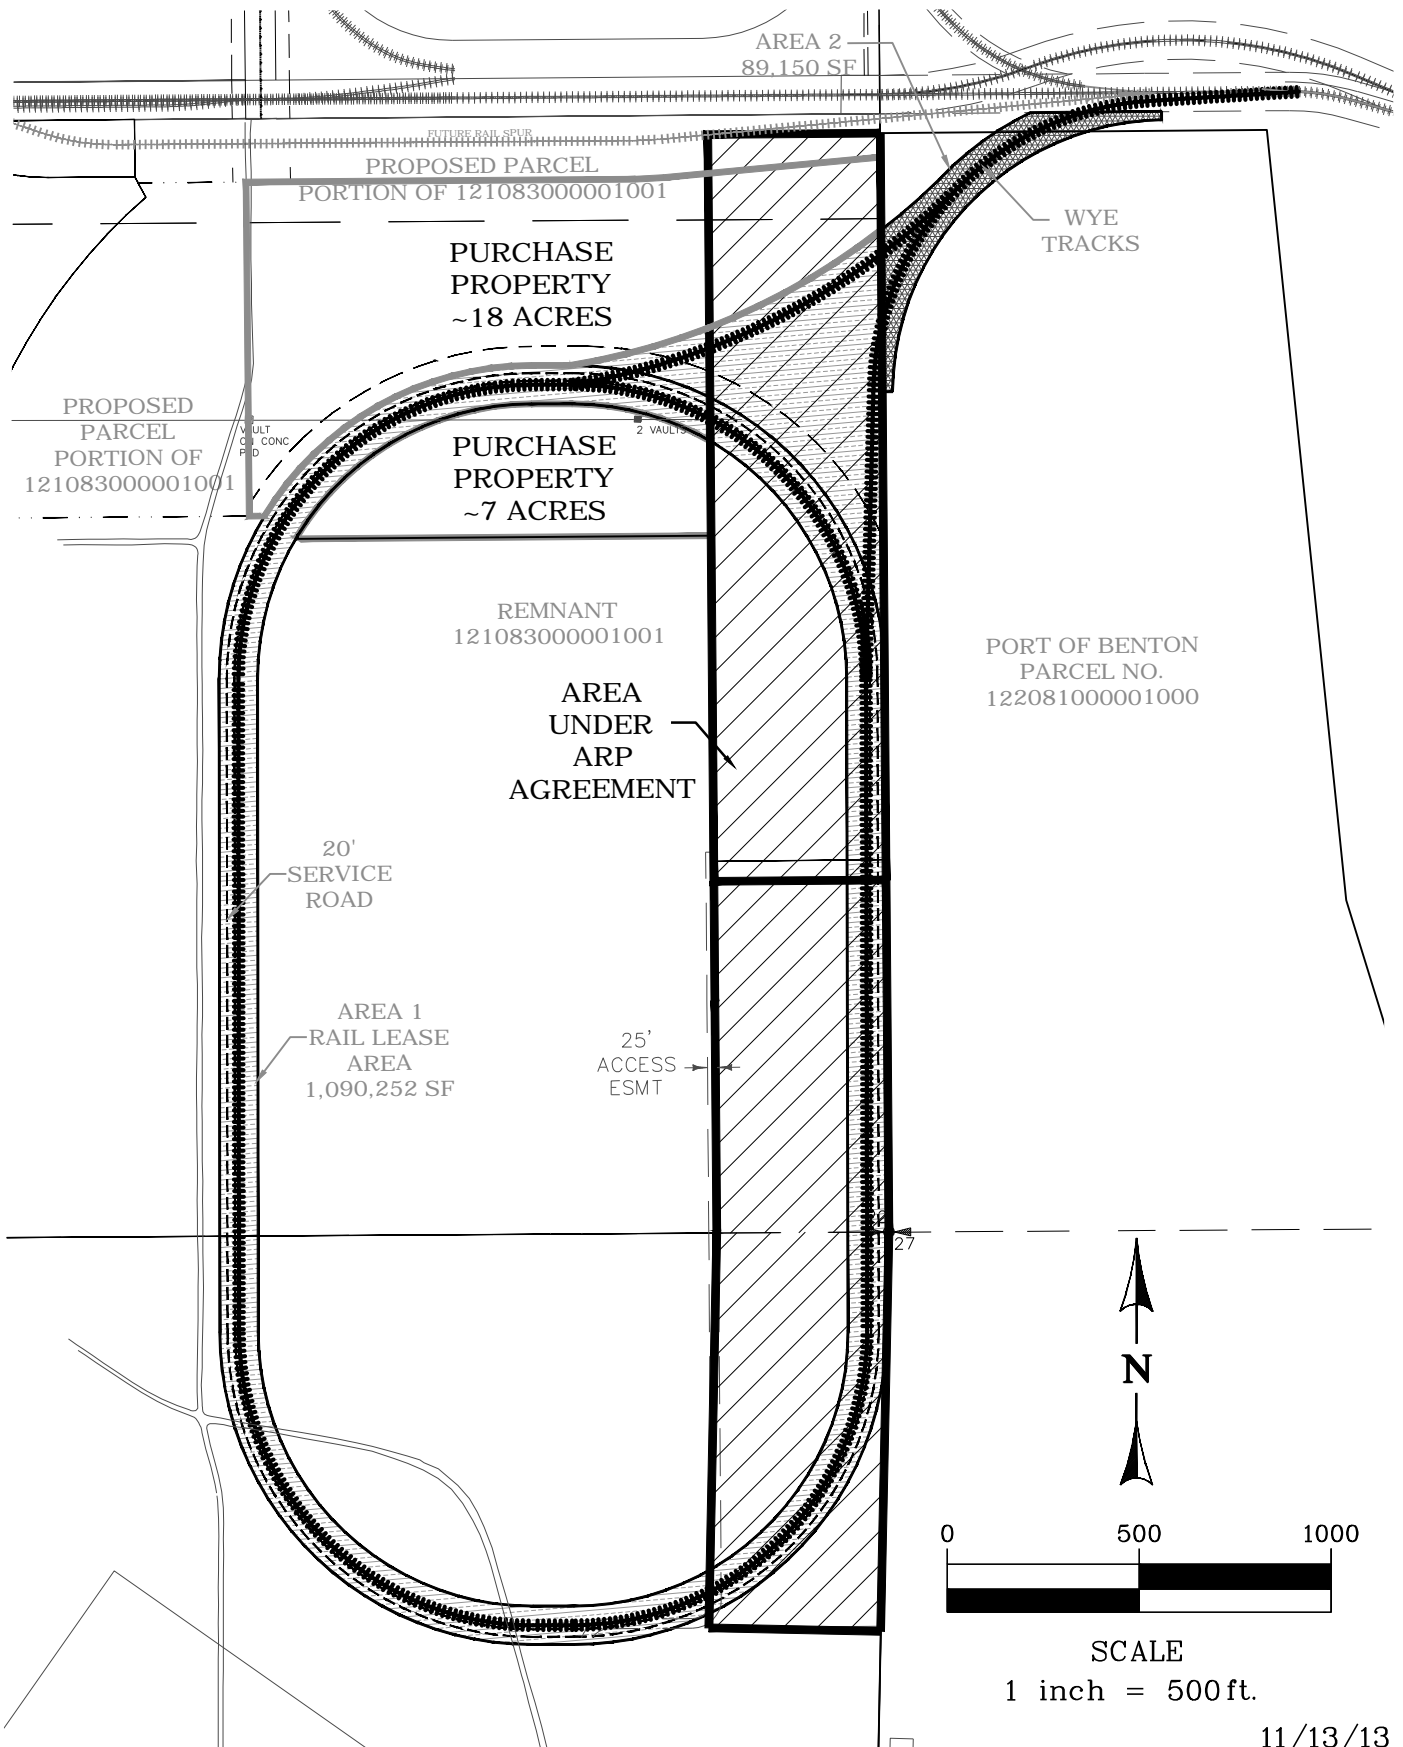 AREA 2
89,150 SF
FUTURE RAIL SPUR
PROPOSED PARCEL
PORTION OF 121083000001001
WYE
TRACKS
PURCHASE
PROPERTY
~18 ACRES
PROPOSED
PARCEL
PORTION OF
121083000001001
2 VAULTS
PURCHASE
PROPERTY
~7 ACRES
REMNANT
121083000001001
PORT OF BENTON
PARCEL NO.
122081000001000
AREA
UNDER
ARP
AGREEMENT
20'
SERVICE
ROAD
AREA 1
RAIL LEASE
AREA
1,090,252 SF
25'
ACCESS
ESMT
27
N
0 500 1000
SCALE
1 inch = 500 ft.
11/13/13